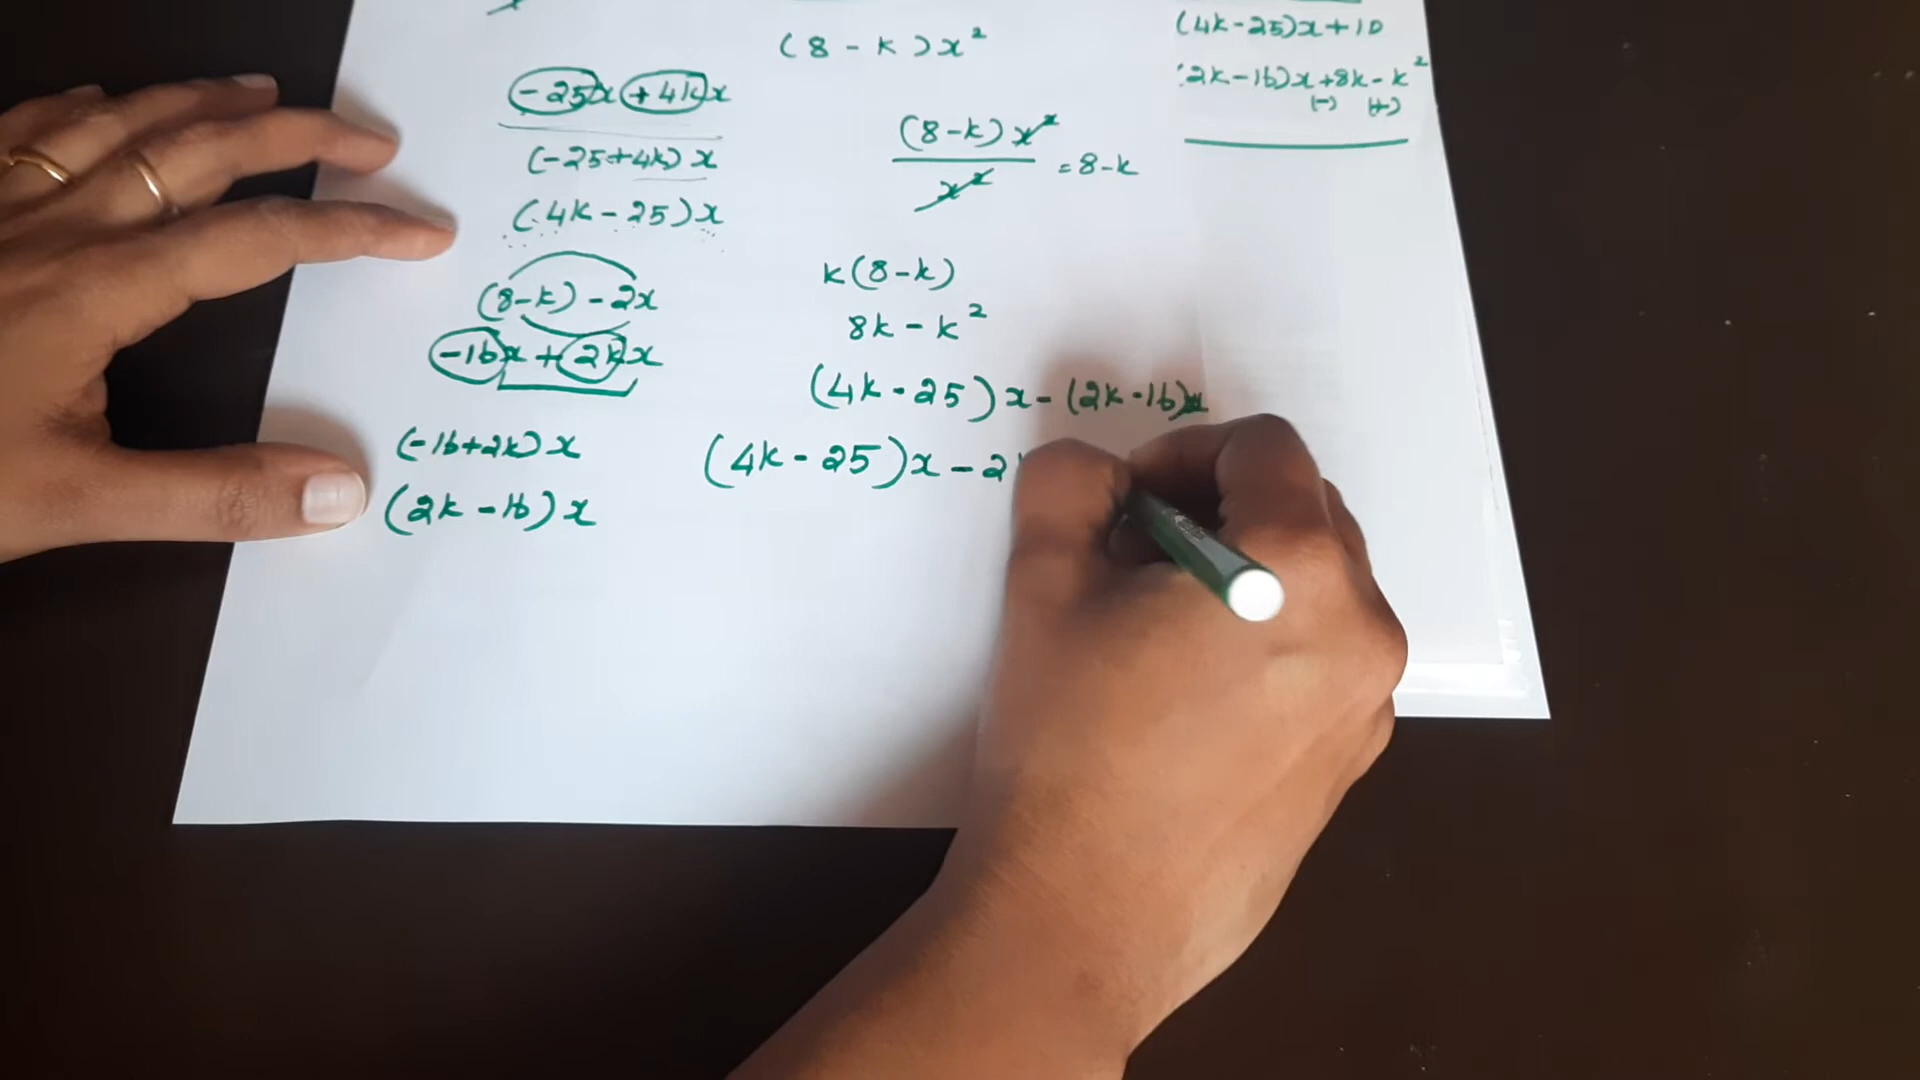 (8-k)x²
-25x+4kx
(-25+4k)x
(4k-25)x
(8-k)-2x
-16x+2kx
(-16+2k)x
(2k-16)x
(8-k)x²
x²
=8-k
k(8-k)
8k-k²
(4k-25)x-(2k-16)x
(4k-25)x-2
(4k-25)x+10
(2k-16)x+8k-k²
(-) (+)